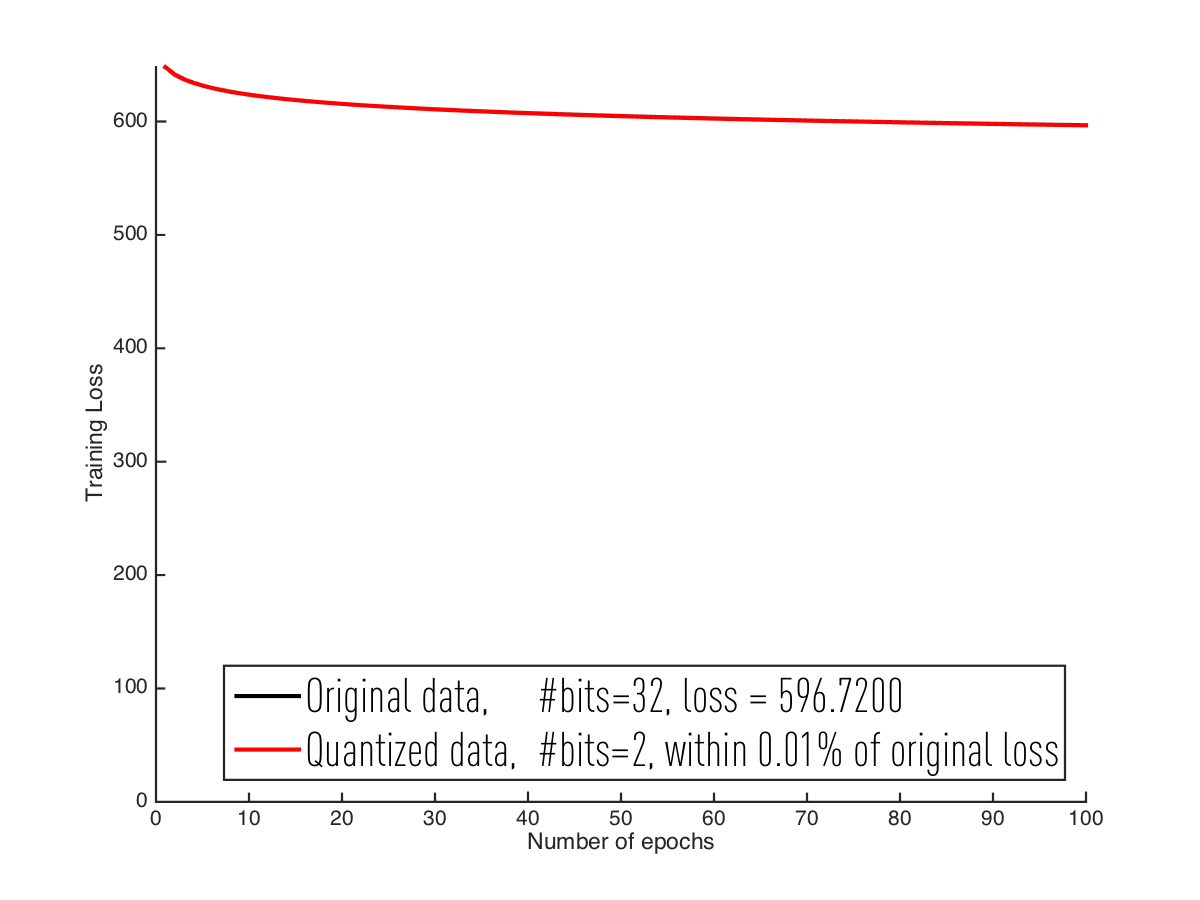 600
500
400
300
200
100
0
Training Loss
Original data, #bits=32, loss = 596.7200
Quantized data, #bits=2, within 0.01% of original loss
0 10 20 30 40 50 60 70 80 90 100
Number of epochs